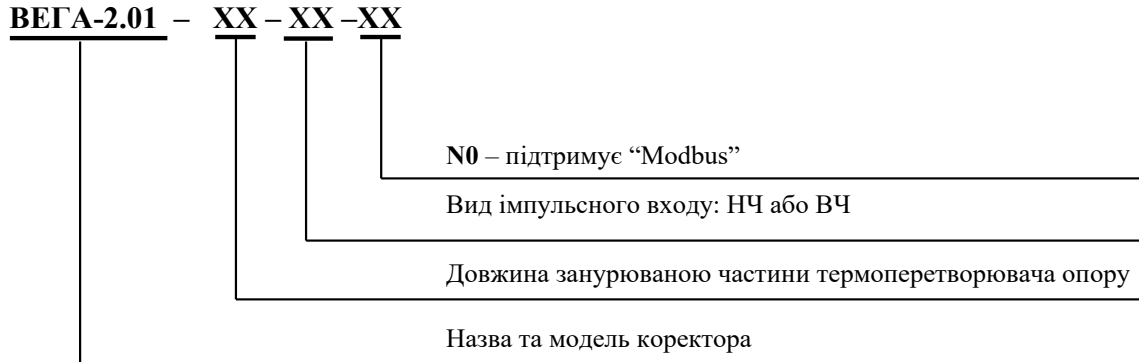 ВЕГА-2.01 – XX – XX –XX
N0 – підтримує “Modbus”
Вид імпульсного входу: НЧ або ВЧ
Довжина занурюваною частини термоперетворювача опору
Назва та модель коректора